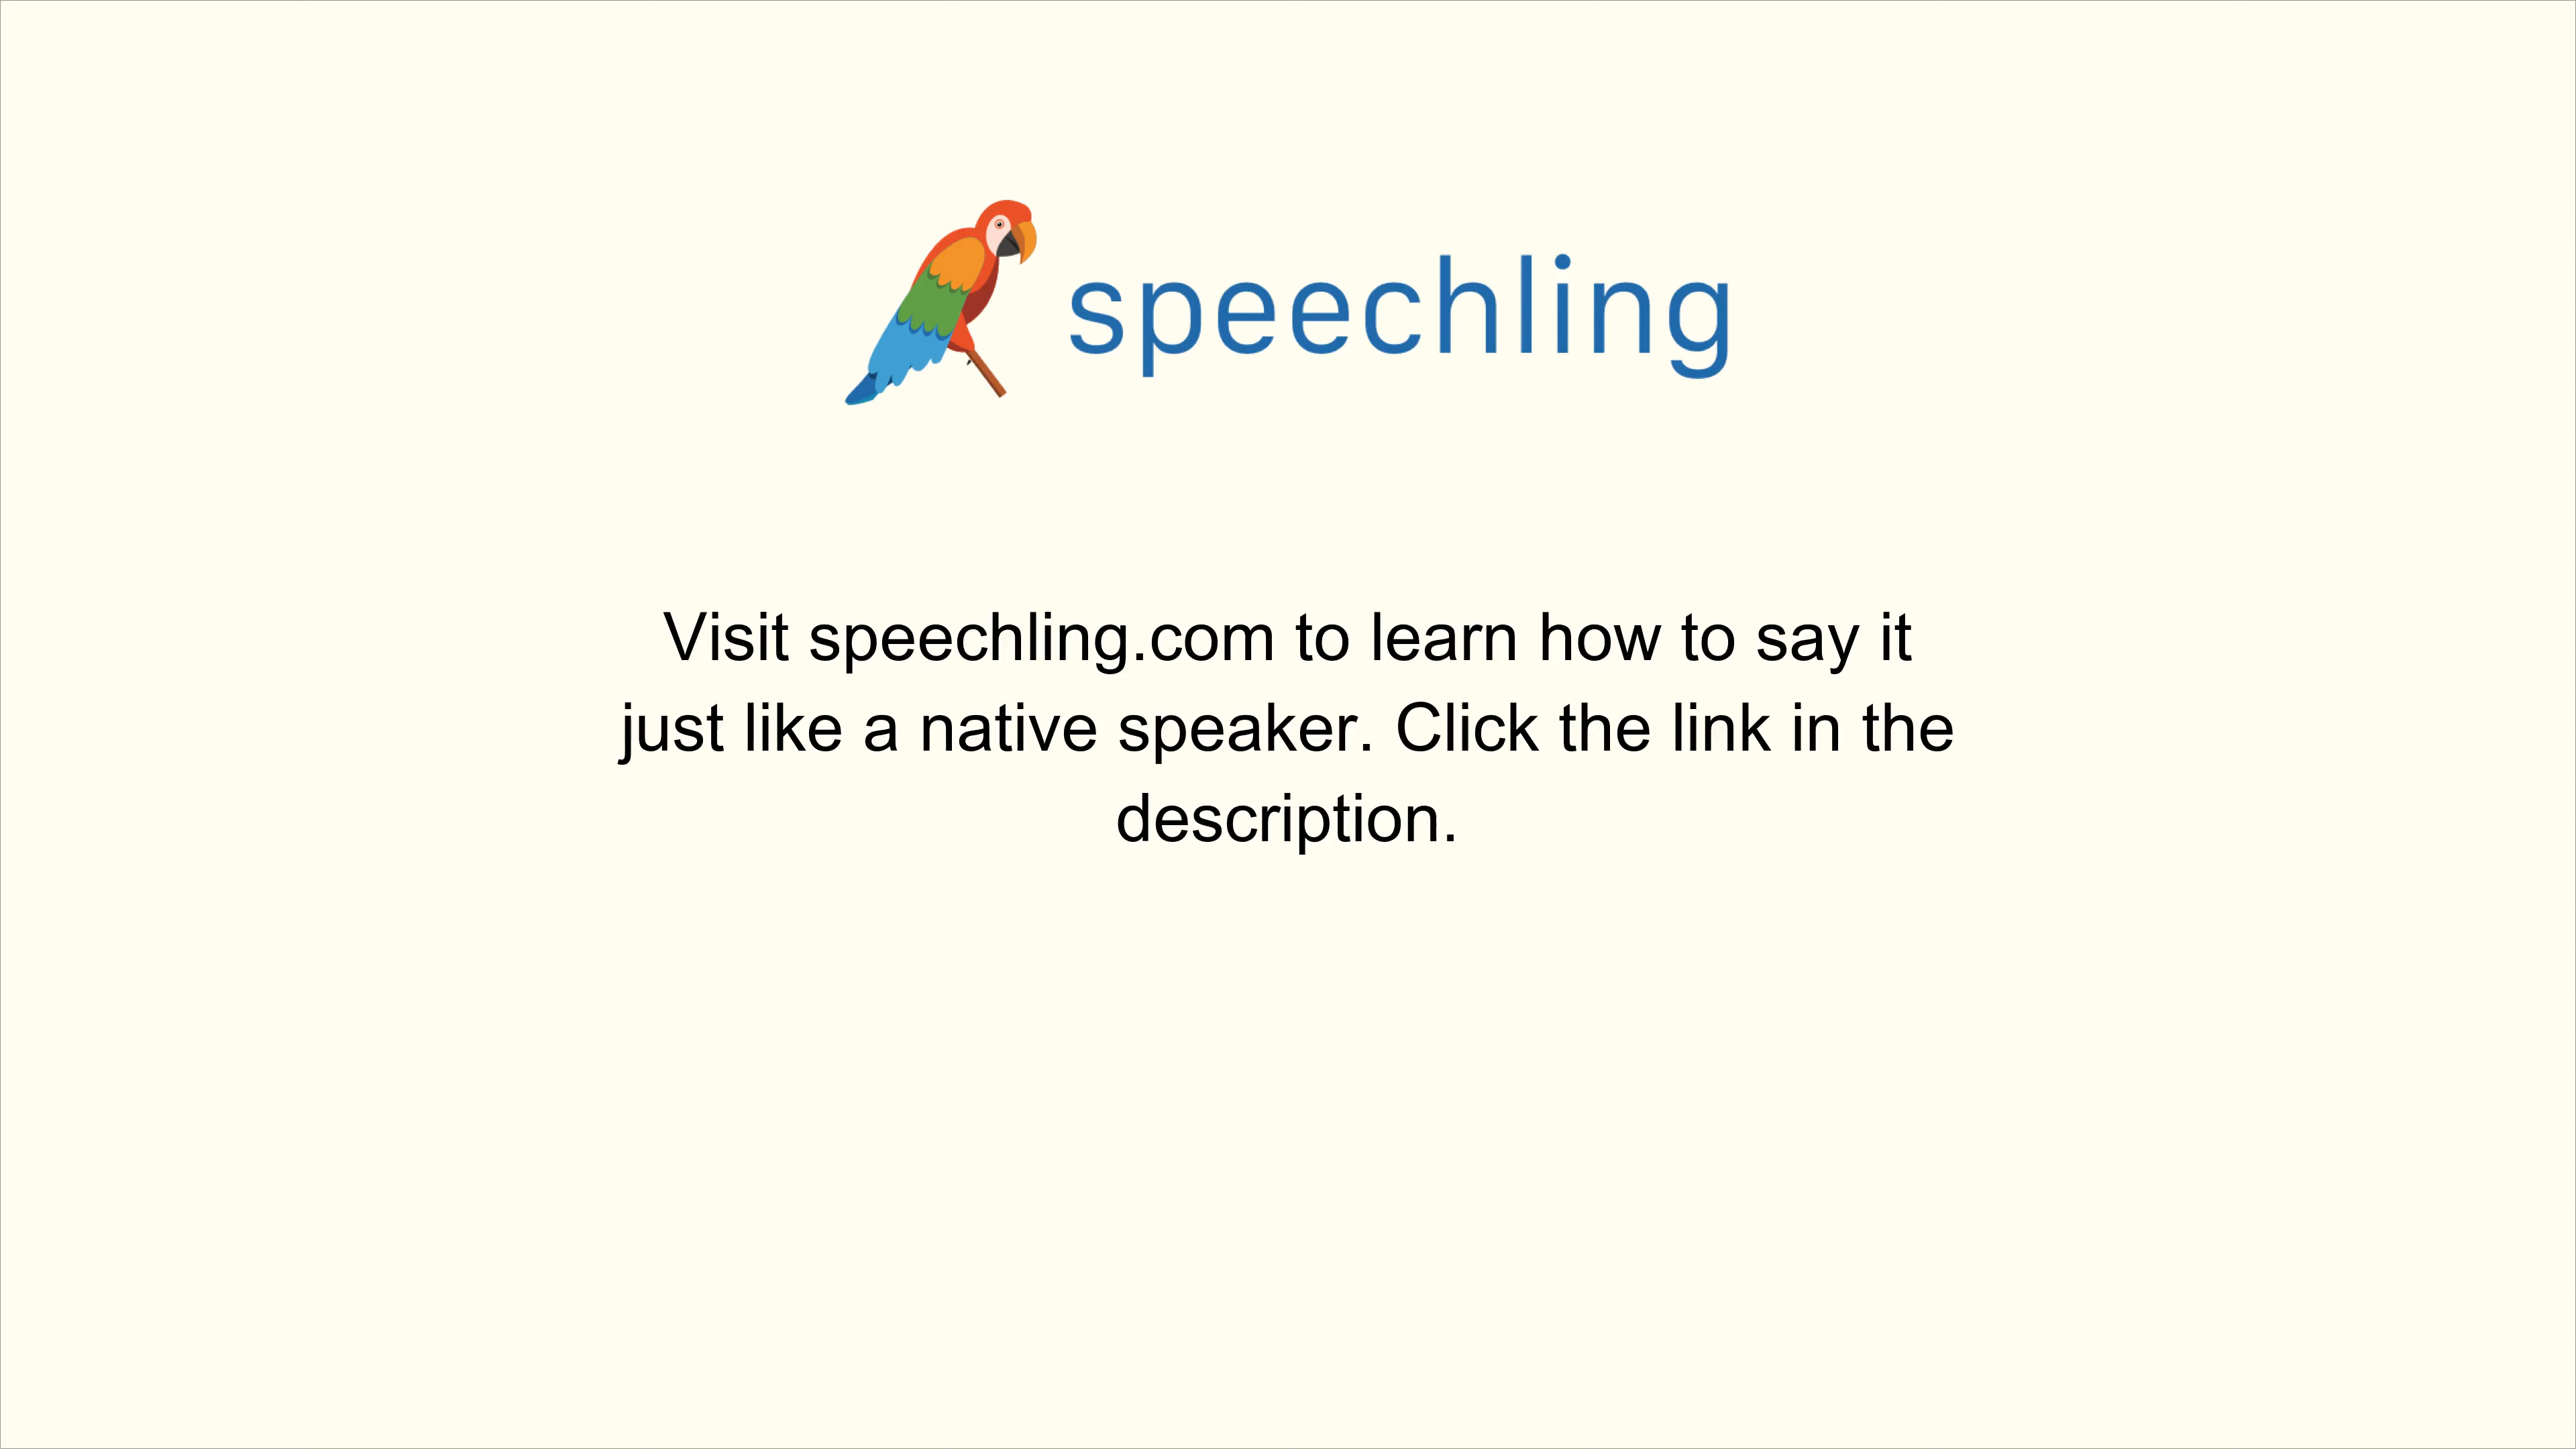 speechling
Visit speechling.com to learn how to say it
just like a native speaker. Click the link in the
description.